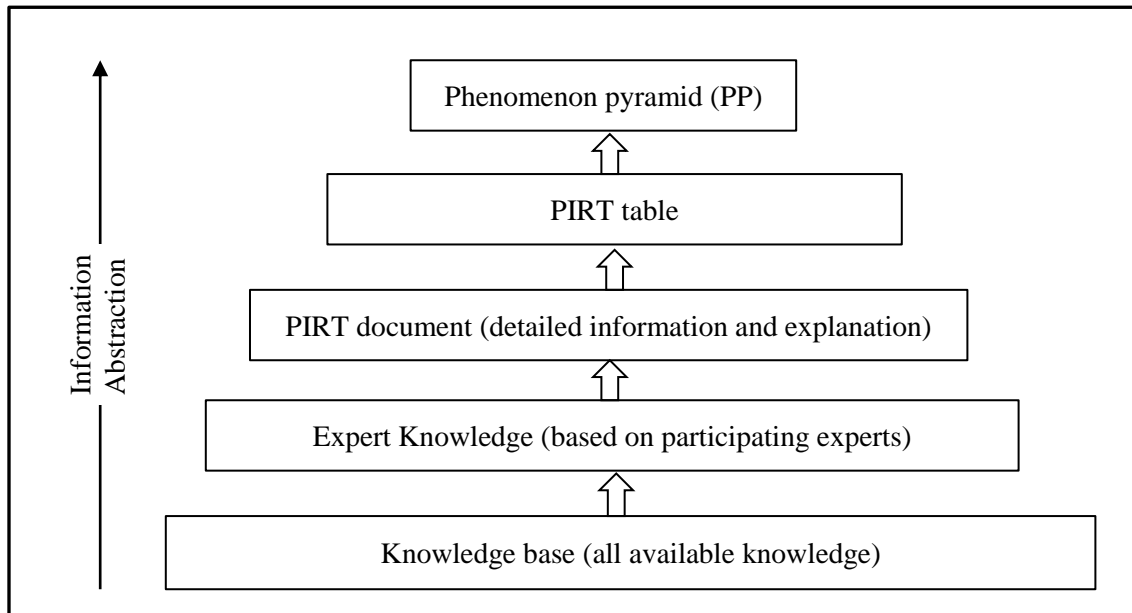 Phenomenon pyramid (PP)
PIRT table
PIRT document (detailed information and explanation)
Expert Knowledge (based on participating experts)
Knowledge base (all available knowledge)
Information
Abstraction